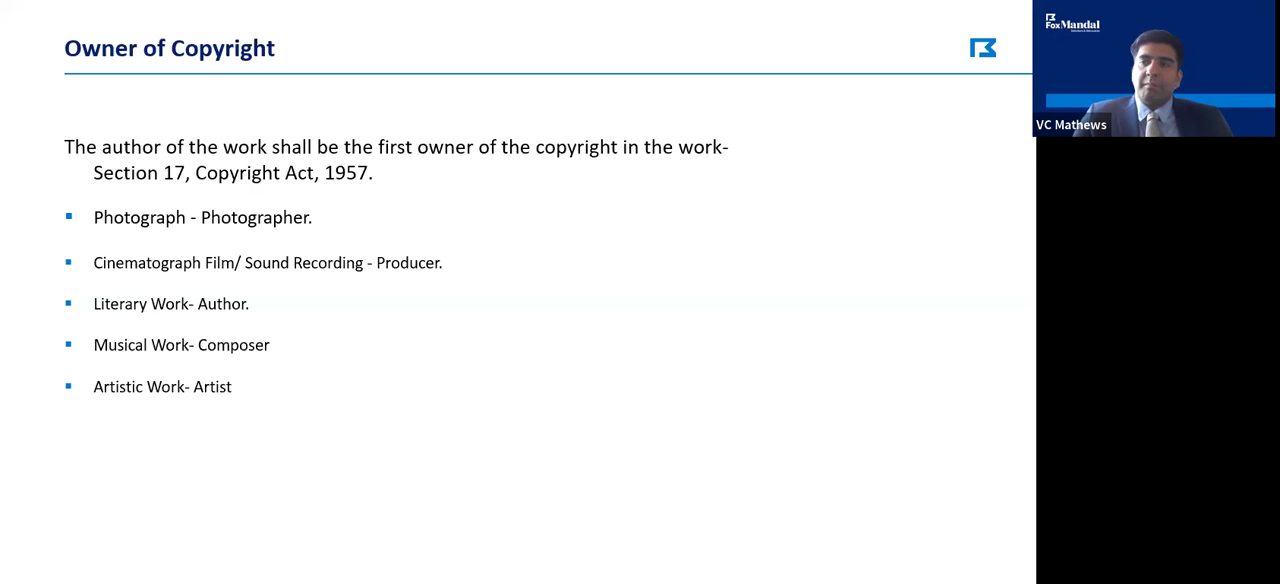 Owner of Copyright
The author of the work shall be the first owner of the copyright in the work-
Section 17, Copyright Act, 1957.
Photograph - Photographer.
Cinematograph Film/ Sound Recording - Producer.
Literary Work- Author.
Musical Work- Composer
Artistic Work- Artist
FoxMandal
VC Mathews